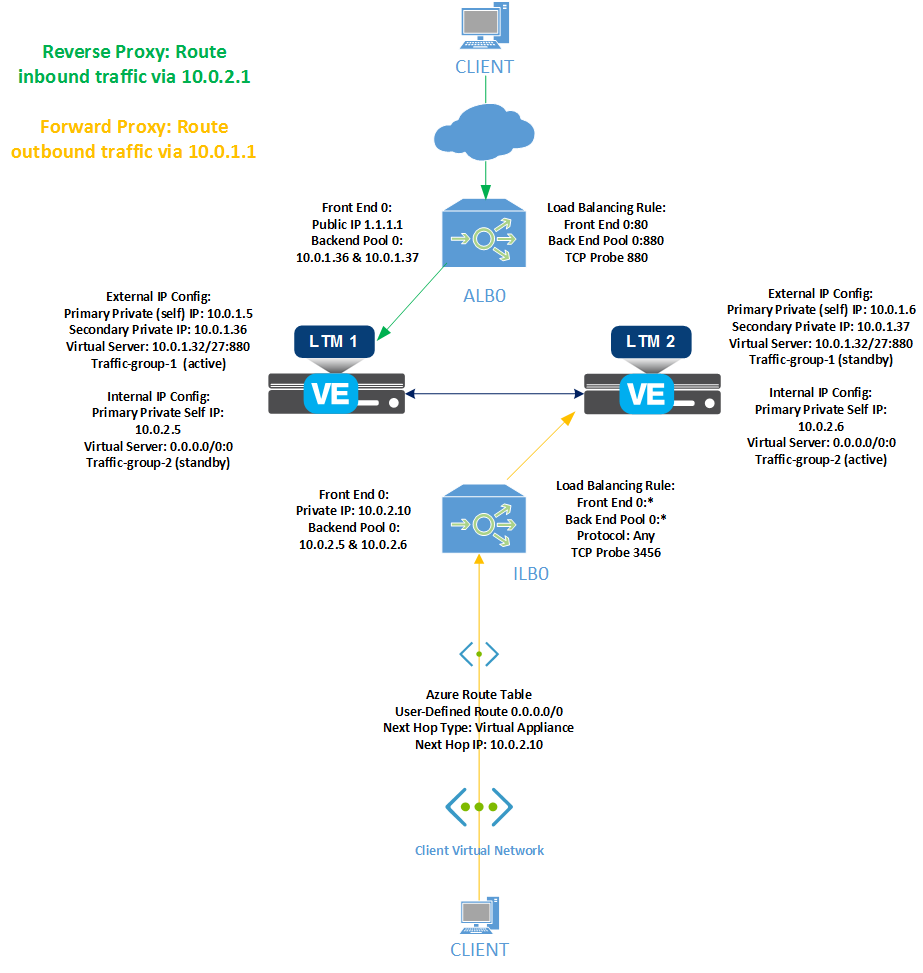 Reverse Proxy: Route
inbound traffic via 10.0.2.1
Forward Proxy: Route
outbound traffic via 10.0.1.1
CLIENT
Front End 0:
Public IP 1.1.1.1
Backend Pool 0:
10.0.1.36 & 10.0.1.37
Load Balancing Rule:
Front End 0:80
Back End Pool 0:880
TCP Probe 880
ALB0
External IP Config:
Primary Private (self) IP: 10.0.1.5
Secondary Private IP: 10.0.1.36
Virtual Server: 10.0.1.32/27:880
Traffic-group-1 (active)
Internal IP Config:
Primary Private Self IP:
10.0.2.5
Virtual Server: 0.0.0.0/0:0
Traffic-group-2 (standby)
LTM 1
VE
LTM 2
VE
External IP Config:
Primary Private (self) IP: 10.0.1.6
Secondary Private IP: 10.0.1.37
Virtual Server: 10.0.1.32/27:880
Traffic-group-1 (standby)
Internal IP Config:
Primary Private Self IP:
10.0.2.6
Virtual Server: 0.0.0.0/0:0
Traffic-group-2 (active)
Front End 0:
Private IP: 10.0.2.10
Backend Pool 0:
10.0.2.5 & 10.0.2.6
Load Balancing Rule:
Front End 0:*
Back End Pool 0:*
Protocol: Any
TCP Probe 3456
ILB0
Azure Route Table
User-Defined Route 0.0.0.0/0
Next Hop Type: Virtual Appliance
Next Hop IP: 10.0.2.10
Client Virtual Network
CLIENT